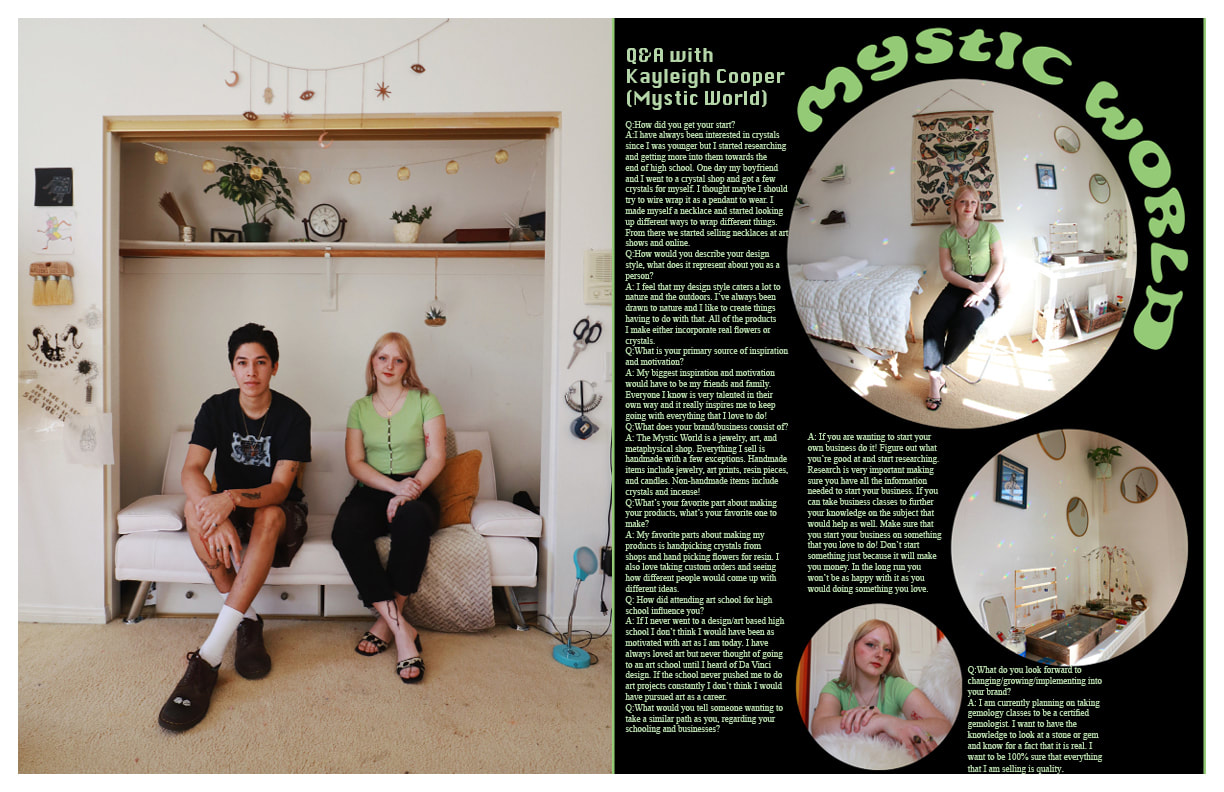 MYSTIC WORLD
Q&A with
Kayleigh Cooper
(Mystic World)
Q:How did you get your start?
A:I have always been interested in crystals
since I was younger but I started researching
and getting more into them towards the
end of high school. One day my boyfriend
and I went to a crystal shop and got a few
crystals for myself. I thought maybe I should
try to wire wrap it as a pendant to wear. I
made myself a necklace and started looking
up different ways to wrap different things.
From there we started selling necklaces at art
shows and online.
Q:How would you describe your design
style, what does it represent about you as a
person?
A: I feel that my design style caters a lot to
nature and the outdoors. I've always been
drawn to nature and I like to create things
having to do with that. All of the products
I make either incorporate real flowers or
crystals.
Q:What is your primary source of inspiration
and motivation?
A: My biggest inspiration and motivation
would have to be my friends and family.
Everyone I know is very talented in their
own way and it really inspires me to keep
going with everything that I love to do!
Q:What does your brand/business consist of?
A: The Mystic World is a jewelry, art, and
metaphysical shop. Everything I sell is
handmade with a few exceptions. Handmade
items include jewelry, art prints, resin pieces,
and candles. Non-handmade items include
crystals and incense!
Q:What's your favorite part about making
your products, what's your favorite one to
make?
A: My favorite parts about making my
products is handpicking crystals from
shops and hand picking flowers for resin. I
also love taking custom orders and seeing
how different people would come up with
different ideas.
Q: How did attending art school for high
school influence you?
A: If I never went to a design/art based high
school I don't think I would have been as
motivated with art as I am today. I have
always loved art but never thought of going
to an art school until I heard of Da Vinci
design. If the school never pushed me to do
art projects constantly I don't think I would
have pursued art as a career.
Q:What would you tell someone wanting to
take a similar path as you, regarding your
schooling and businesses?
A: If you are wanting to start your
own business do it! Figure out what
you're good at and start researching.
Research is very important making
sure you have all the information
needed to start your business. If you
can take business classes to further
your knowledge on the subject that
would help as well. Make sure that
you start your business on something
that you love to do! Don't start
something just because it will make
you money. In the long run you
won't be as happy with it as you
would doing something you love.
Q:What do you look forward to
changing/growing/implementing into
your brand?
A: I am currently planning on taking
gemology classes to be a certified
gemologist. I want to have the
knowledge to look at a stone or gem
and know for a fact that it is real. I
want to be 100% sure that everything
that I am selling is quality.